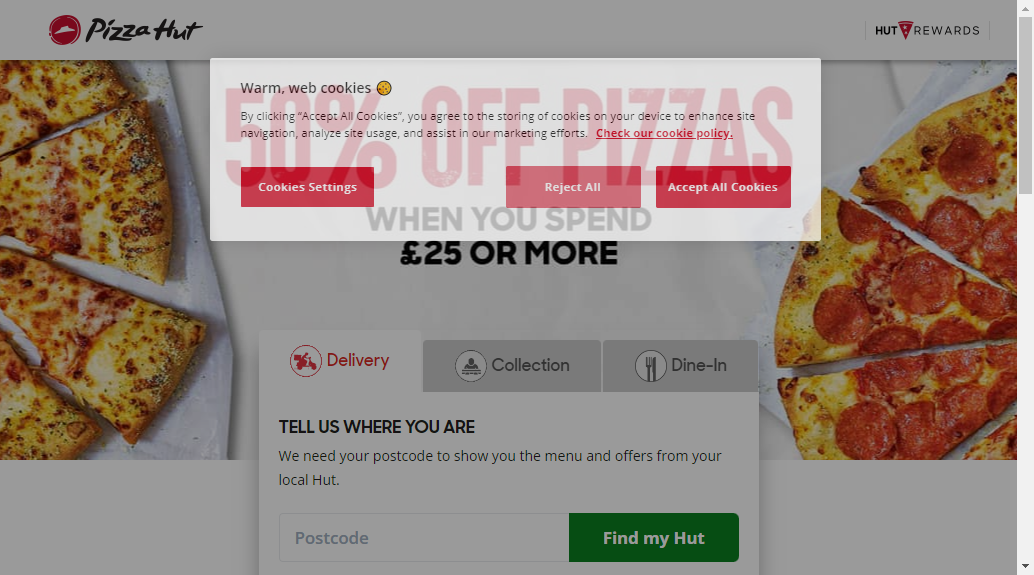 Pizza Hut
HUT REWARDS
Warm, web cookies
50% OFF PIZZAS
By clicking “Accept All Cookies”, you agree to the storing of cookies on your device to enhance site
navigation, analyze site usage, and assist in our marketing efforts. Check our cookie policy.
Cookies Settings
Reject All
Accept All Cookies
WHEN YOU SPEND
£25 OR MORE
Delivery
Collection
Dine-In
TELL US WHERE YOU ARE
We need your postcode to show you the menu and offers from your
local Hut.
Postcode
Find my Hut